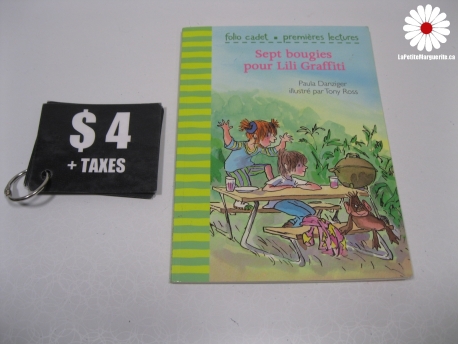 LaPetiteMarguerite.ca
folio cadet • premières lectures
Sept bougies
pour Lili Graffiti
Paula Danziger
illustré par Tony Ross
$ 4
+ TAXES